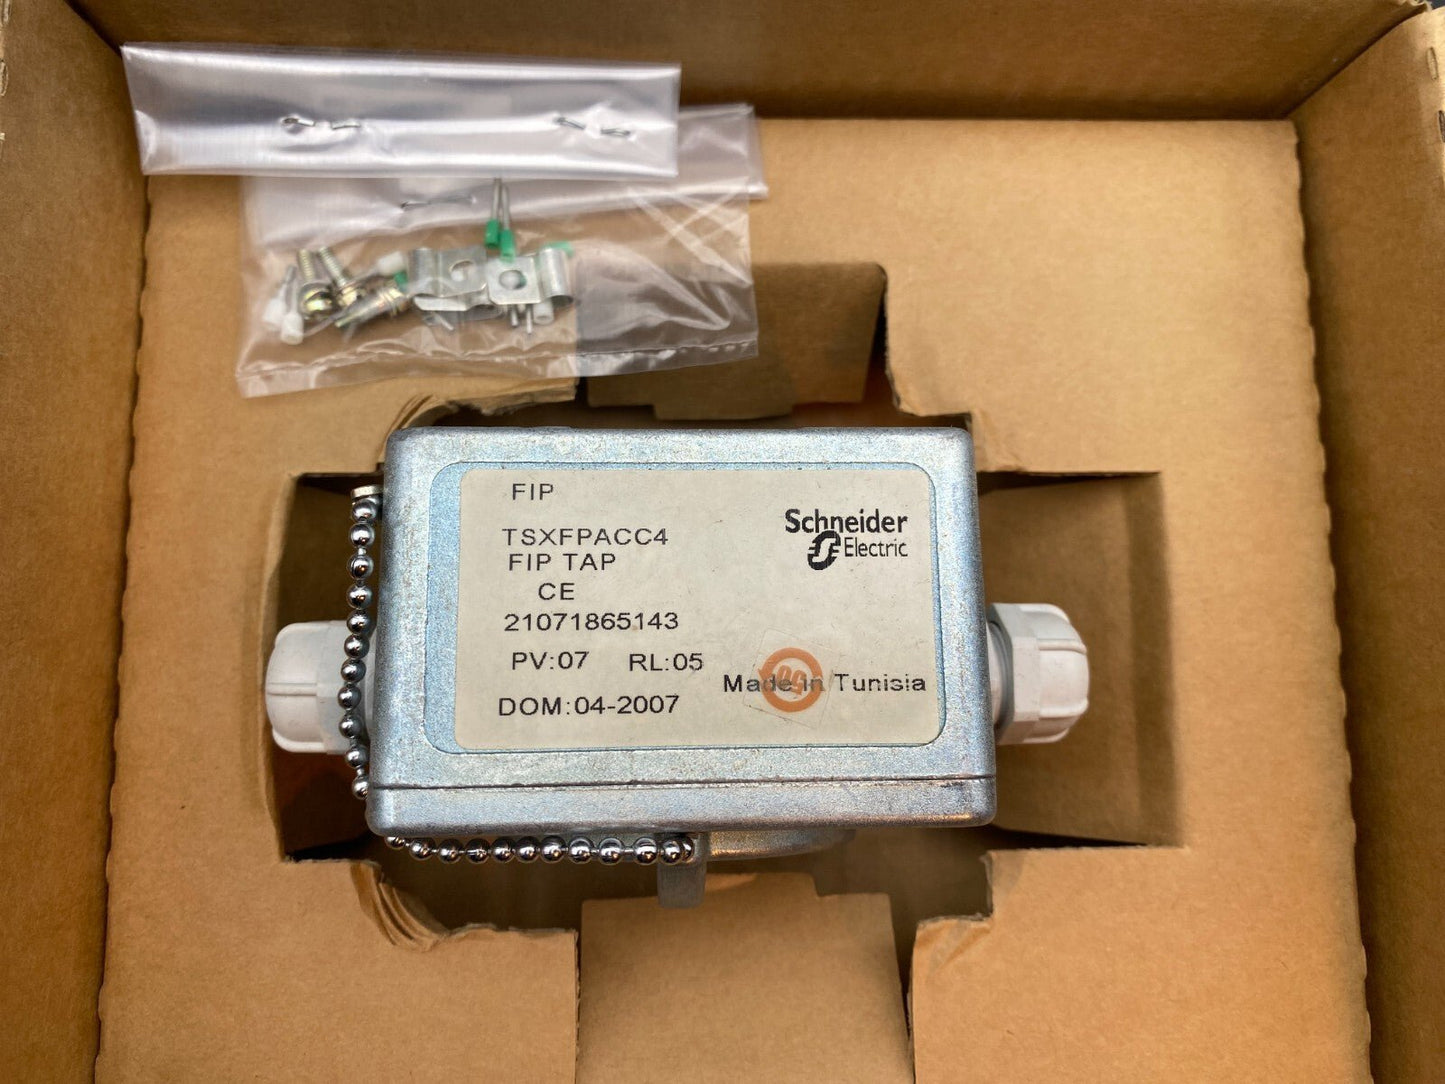 FIP
Schneider
Electric
TSXFPACC4
FIP TAP
CE
21071865143
PV:07 RL:05
Made in Tunisia
DOM:04-2007